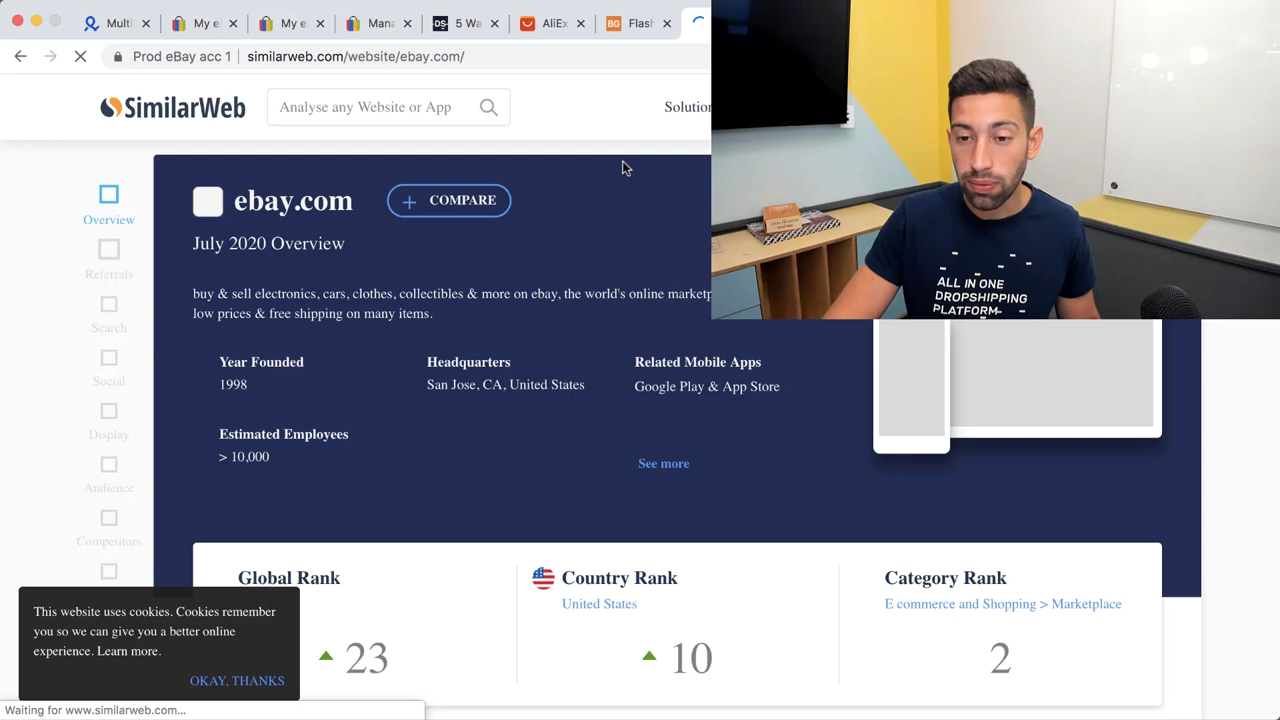 Multi
My e
My e
Mana
DS
5 Wa
AliEx
BG
Flash
Prod eBay acc 1
similarweb.com/website/ebay.com/
SimilarWeb
Analyse any Website or App
Solution
ebay.com
+ COMPARE
July 2020 Overview
buy & sell electronics, cars, clothes, collectibles & more on ebay, the world's online marketp
low prices & free shipping on many items.
Year Founded
1998
Headquarters
San Jose, CA, United States
Related Mobile Apps
Google Play & App Store
Estimated Employees
> 10,000
See more
Overview
Referrals
Search
Social
Display
Audience
Competitors
Global Rank
23
Country Rank
United States
10
Category Rank
E commerce and Shopping > Marketplace
2
This website uses cookies. Cookies remember
you so we can give you a better online
experience. Learn more.
OKAY, THANKS
Waiting for www.similarweb.com...
ALL IN ONE
DROPSHIPPING
PLATFORM